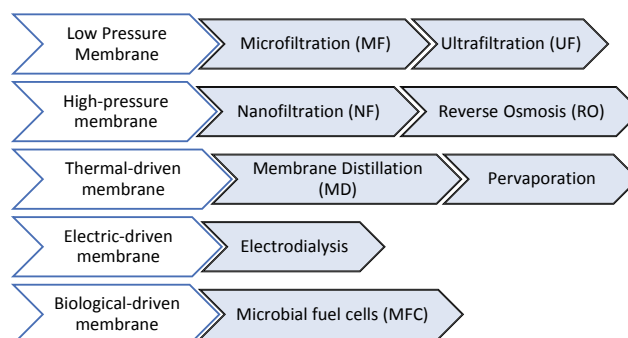 Low Pressure
Membrane
Microfiltration (MF)
Ultrafiltration (UF)
High-pressure
membrane
Nanofiltration (NF)
Reverse Osmosis (RO)
Thermal-driven
membrane
Membrane Distillation
(MD)
Pervaporation
Electric-driven
membrane
Electrodialysis
Biological-driven
membrane
Microbial fuel cells (MFC)